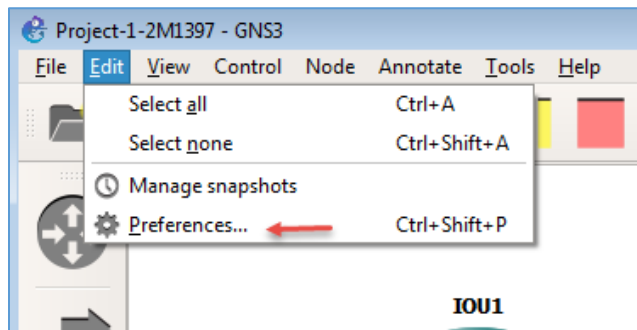 Project-1-2M1397 - GNS3
File Edit View Control Node Annotate Tools Help
Select all Ctrl+A
Select none Ctrl+Shift+A
Manage snapshots
Preferences... Ctrl+Shift+P
IOU1